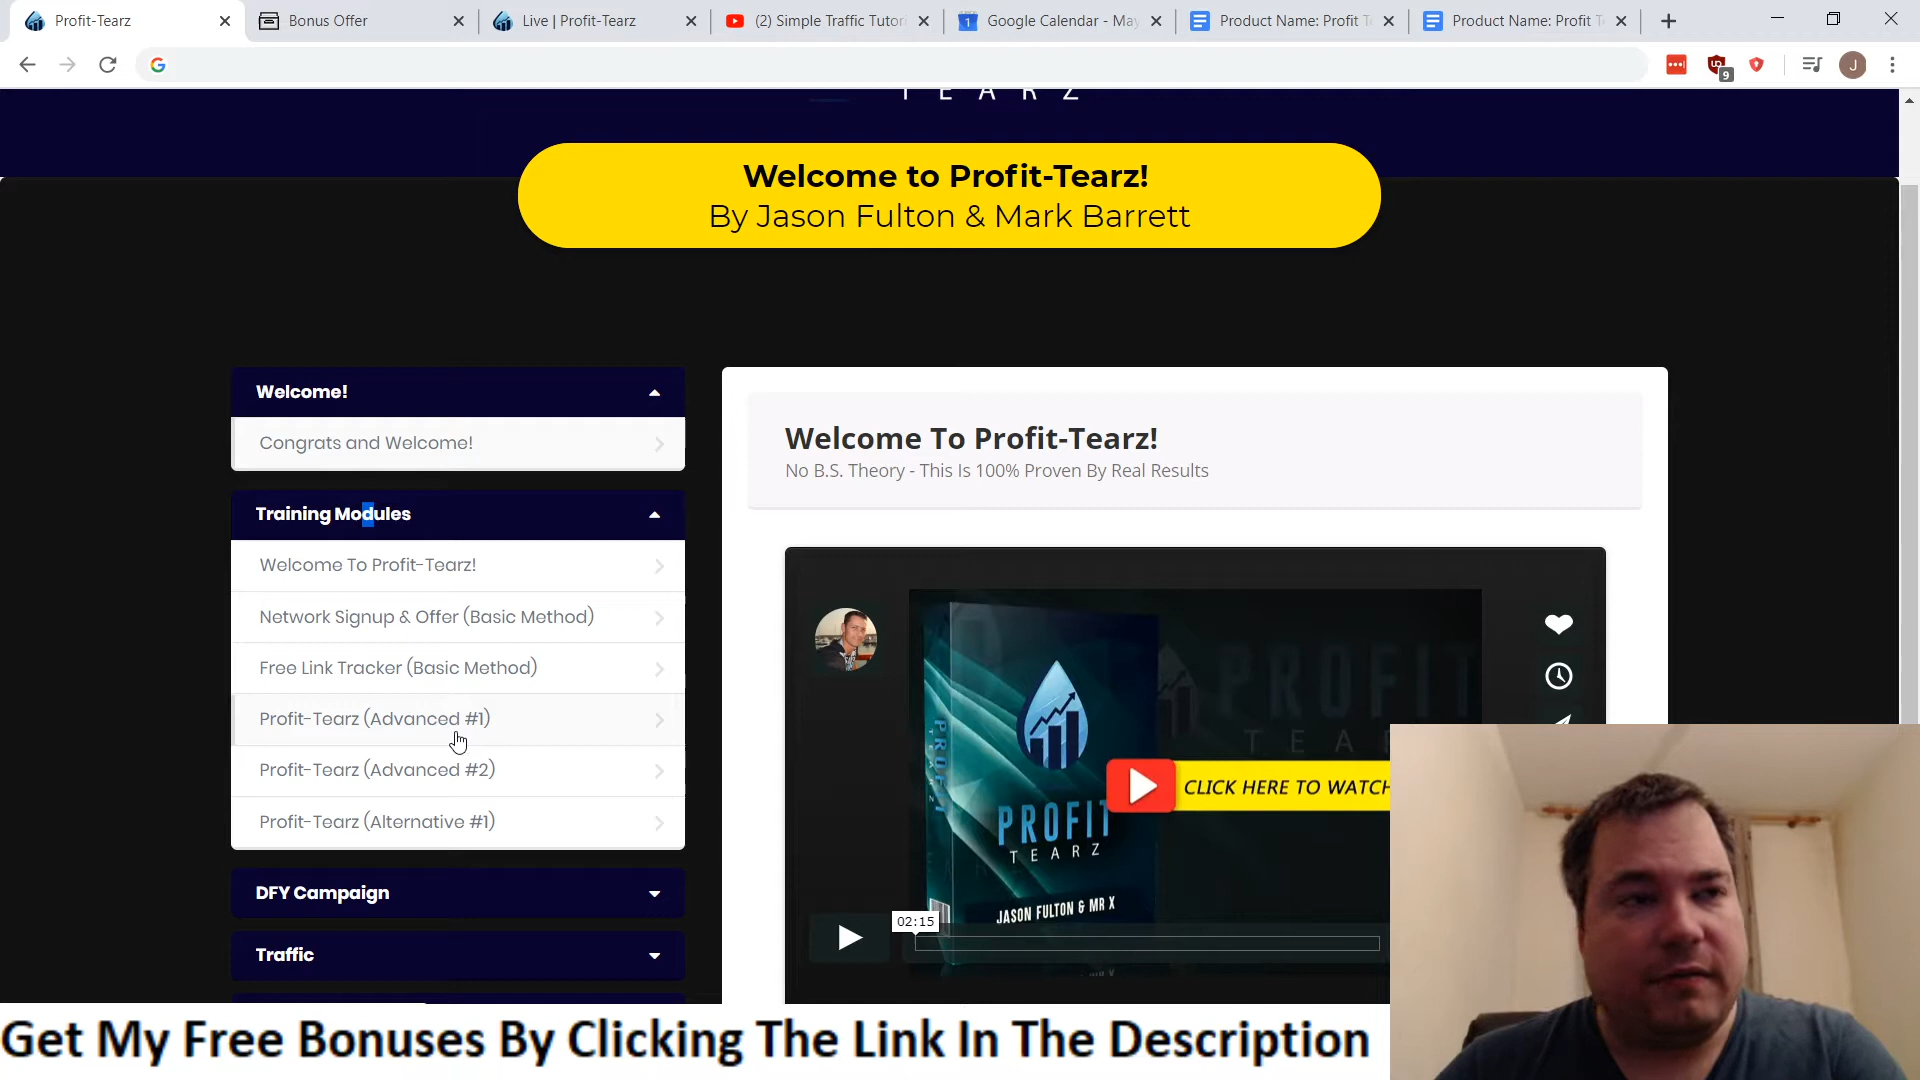 Profit-Tearz
Bonus Offer
Live | Profit-Tearz
(2) Simple Traffic Tutori
Google Calendar - May
Product Name: Profit T
Product Name: Profit T
9
J
TEARZ
Welcome to Profit-Tearz!
By Jason Fulton & Mark Barrett
Welcome!
Congrats and Welcome!
Training Modules
Welcome To Profit-Tearz!
Network Signup & Offer (Basic Method)
Free Link Tracker (Basic Method)
Profit-Tearz (Advanced #1)
Profit-Tearz (Advanced #2)
Profit-Tearz (Alternative #1)
DFY Campaign
Traffic
Welcome To Profit-Tearz!
No B.S. Theory - This Is 100% Proven By Real Results
PROFIT
TEARZ
JASON FULTON & MR X
PROFIT
TEA
CLICK HERE TO WATCH
02:15
Get My Free Bonuses By Clicking The Link In The Description